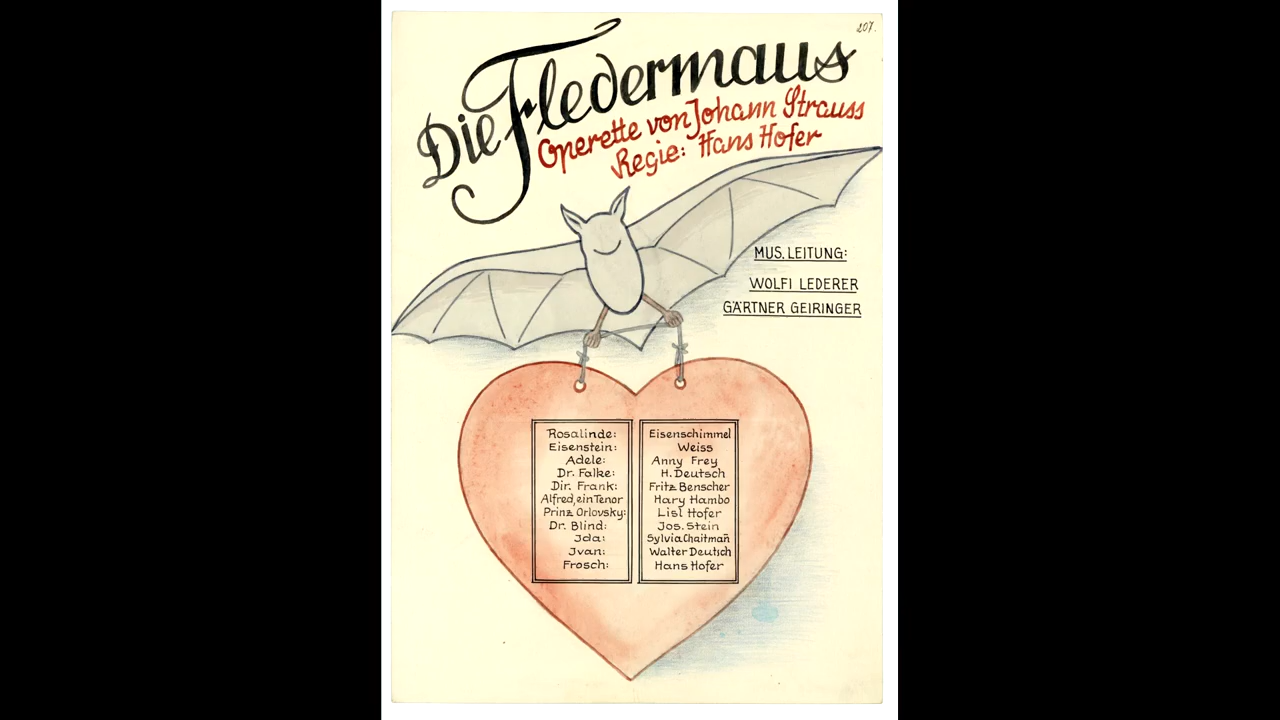 207.
Die Fledermaus
Operette von Johann Strauss
Regie: Hans Hofer
MUS. LEITUNG:
WOLFI LEDERER
GÄRTNER GEIRINGER
Rosalinde: Eisenschimmel
Eisenstein: Weiss
Adele: Anny Frey
Dr. Falke: H. Deutsch
Dir. Frank: Fritz Benscher
Alfred, ein Tenor Hary Hambo
Prinz Orlovsky: Lisl Hofer
Dr. Blind: Jos. Stein
Jda: Sylvia Chaitmañ
Jvan: Walter Deutsch
Frosch: Hans Hofer